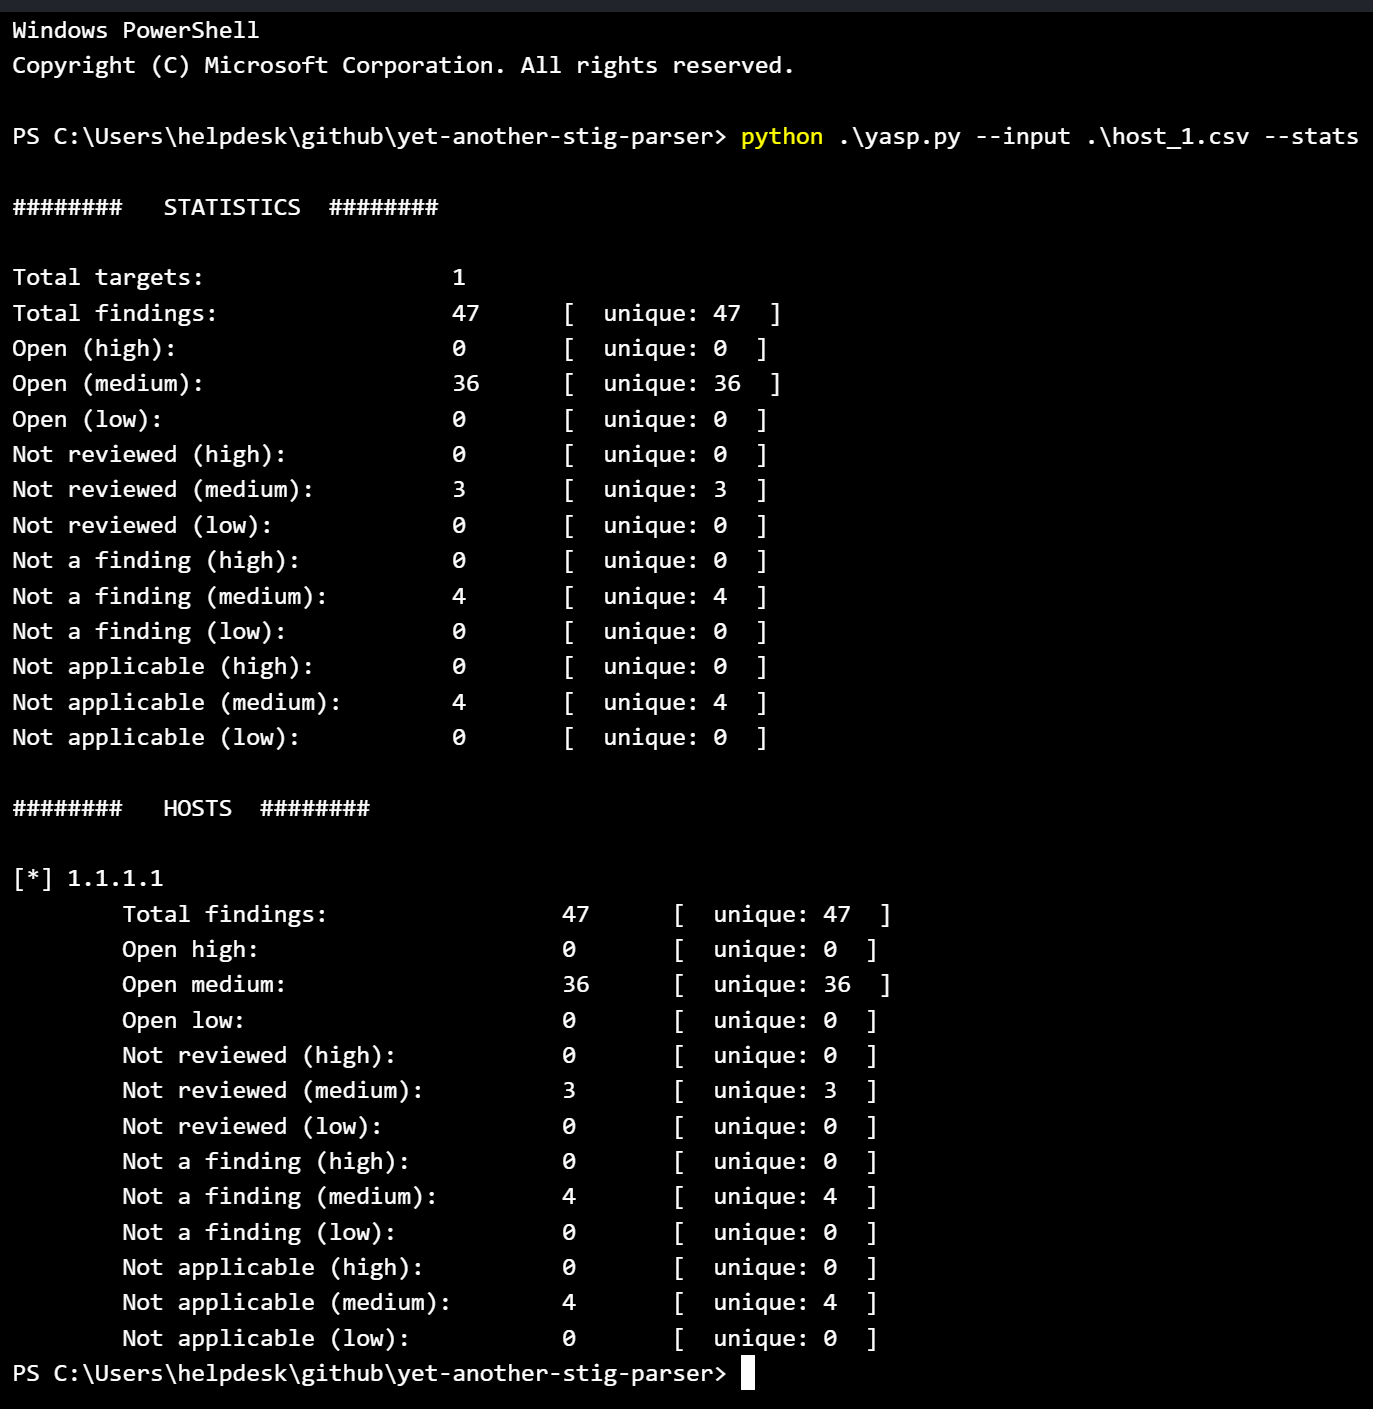 Windows PowerShell
Copyright (C) Microsoft Corporation. All rights reserved.
PS C:\Users\helpdesk\github\yet-another-stig-parser> python .\yasp.py --input .\host_1.csv --stats
######## STATISTICS ########
Total targets: 1
Total findings: 47 [ unique: 47 ]
Open (high): 0 [ unique: 0 ]
Open (medium): 36 [ unique: 36 ]
Open (low): 0 [ unique: 0 ]
Not reviewed (high): 0 [ unique: 0 ]
Not reviewed (medium): 3 [ unique: 3 ]
Not reviewed (low): 0 [ unique: 0 ]
Not a finding (high): 0 [ unique: 0 ]
Not a finding (medium): 4 [ unique: 4 ]
Not a finding (low): 0 [ unique: 0 ]
Not applicable (high): 0 [ unique: 0 ]
Not applicable (medium): 4 [ unique: 4 ]
Not applicable (low): 0 [ unique: 0 ]
######## HOSTS ########
[*] 1.1.1.1
Total findings: 47 [ unique: 47 ]
Open high: 0 [ unique: 0 ]
Open medium: 36 [ unique: 36 ]
Open low: 0 [ unique: 0 ]
Not reviewed (high): 0 [ unique: 0 ]
Not reviewed (medium): 3 [ unique: 3 ]
Not reviewed (low): 0 [ unique: 0 ]
Not a finding (high): 0 [ unique: 0 ]
Not a finding (medium): 4 [ unique: 4 ]
Not a finding (low): 0 [ unique: 0 ]
Not applicable (high): 0 [ unique: 0 ]
Not applicable (medium): 4 [ unique: 4 ]
Not applicable (low): 0 [ unique: 0 ]
PS C:\Users\helpdesk\github\yet-another-stig-parser>